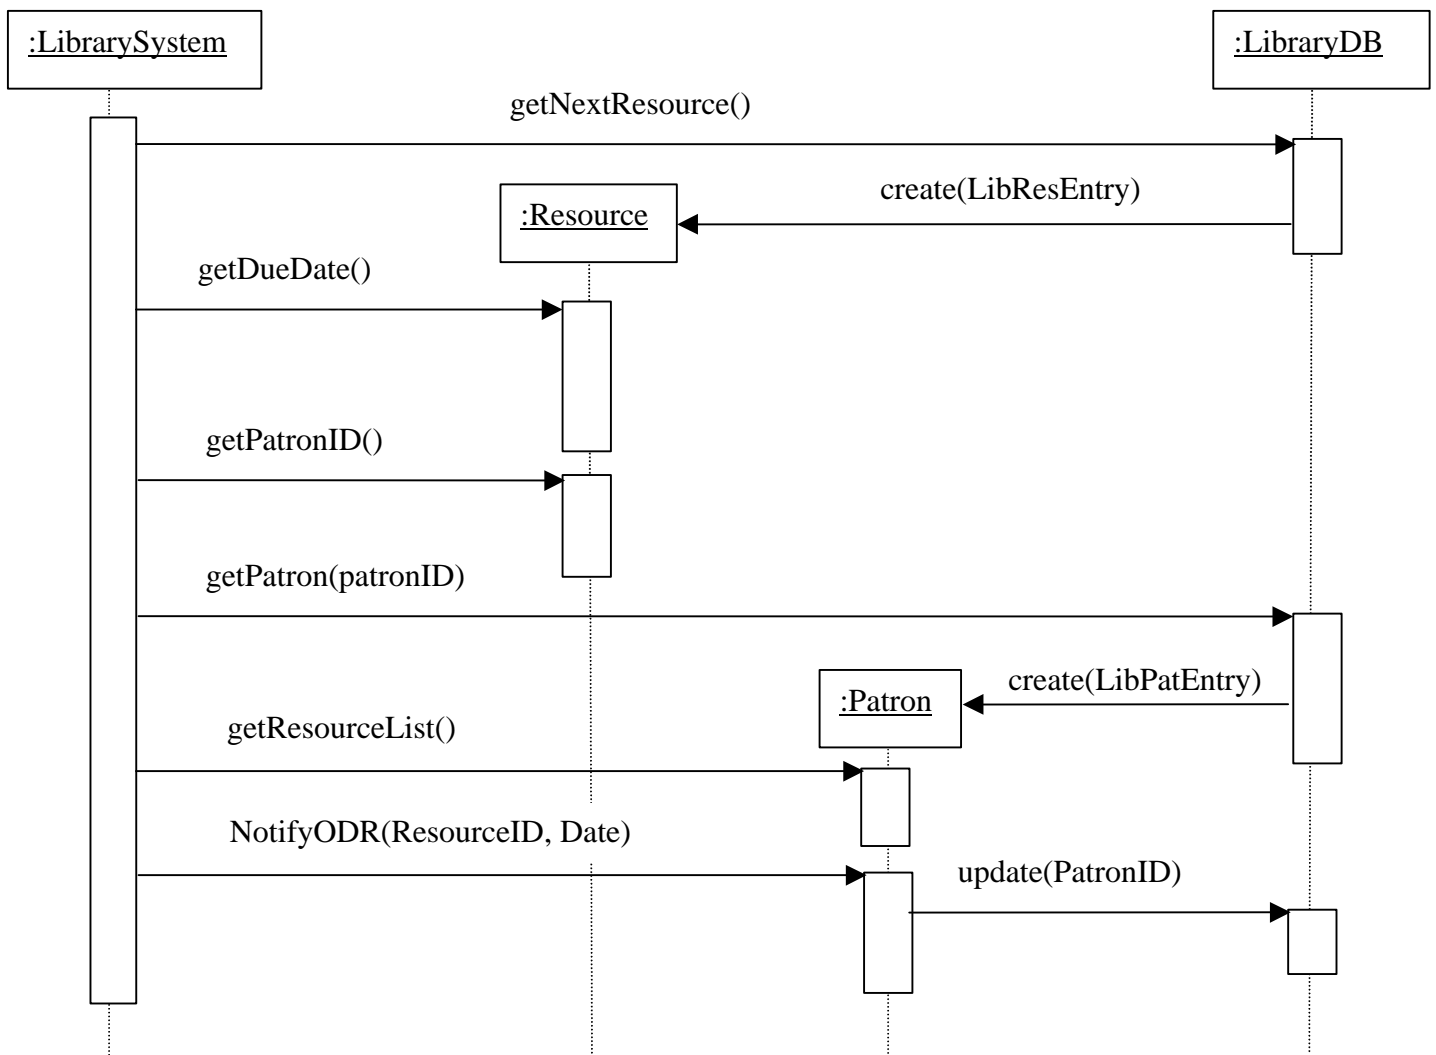 :LibrarySystem
:LibraryDB
getNextResource()
create(LibResEntry)
:Resource
getDueDate()
getPatronID()
getPatron(patronID)
create(LibPatEntry)
:Patron
getResourceList()
NotifyODR(ResourceID, Date)
update(PatronID)